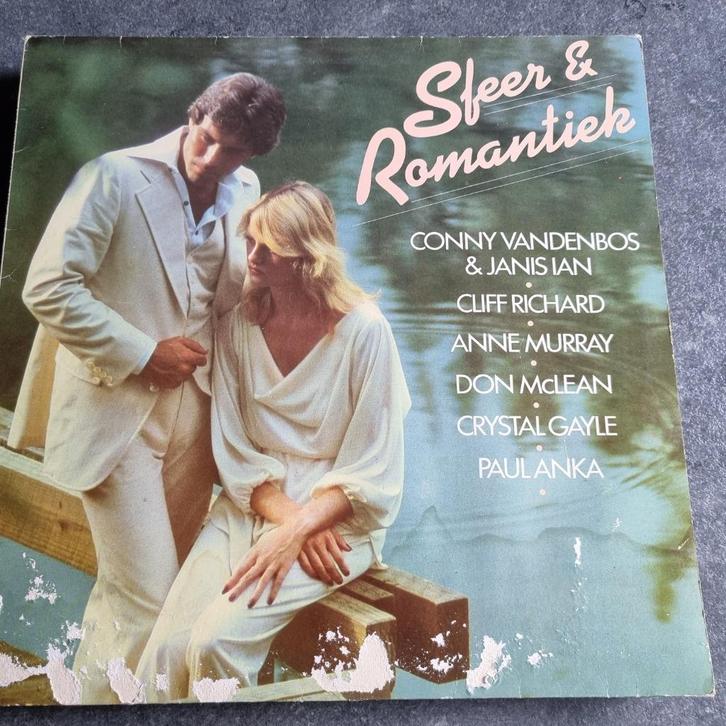 Sfeer &
Romantiek
CONNY VANDENBOS
& JANIS IAN
CLIFF RICHARD
ANNE MURRAY
DON McLEAN
CRYSTAL GAYLE
PAUL ANKA